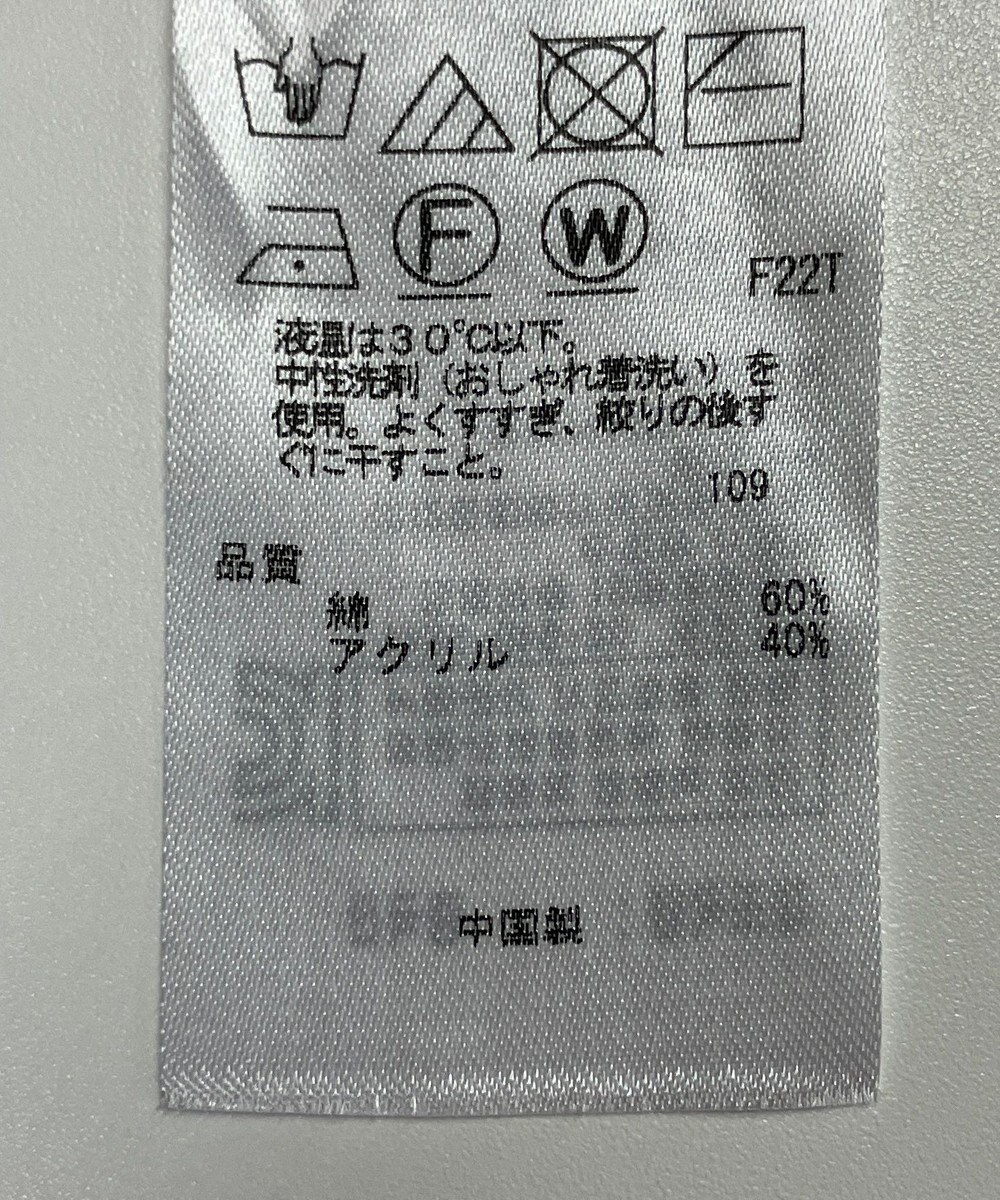 F W
F22T
液温は30℃以下。
中性洗剤(おしゃれ着洗い)を
使用。よくすすぎ、絞りの後す
ぐに干すこと。
109
品質
綿 60%
アクリル 40%
中国製